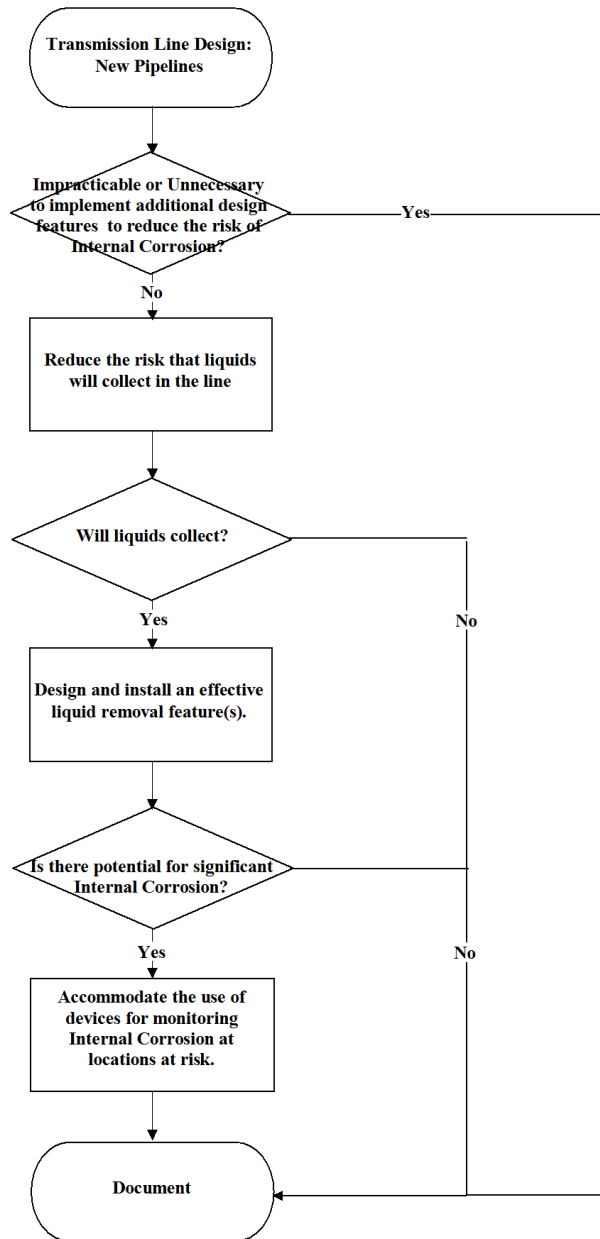 Transmission Line Design:
New Pipelines
Impracticable or Unnecessary
to implement additional design
features to reduce the risk of
Internal Corrosion?
Yes
No
Reduce the risk that liquids
will collect in the line
Will liquids collect?
Yes
No
Design and install an effective
liquid removal feature(s).
Is there potential for significant
Internal Corrosion?
Yes
No
Accommodate the use of
devices for monitoring
Internal Corrosion at
locations at risk.
Document